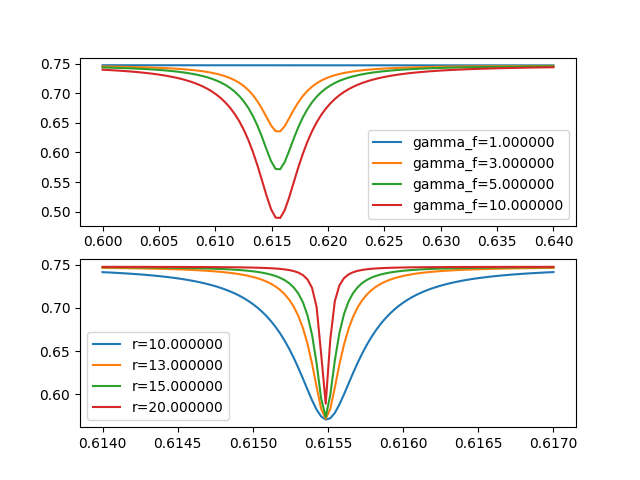 0.75
0.70
0.65
0.60
0.55
0.50
gamma_f=1.000000
gamma_f=3.000000
gamma_f=5.000000
gamma_f=10.000000
0.600 0.605 0.610 0.615 0.620 0.625 0.630 0.635 0.640
0.75
0.70
0.65
0.60
r=10.000000
r=13.000000
r=15.000000
r=20.000000
0.6140 0.6145 0.6150 0.6155 0.6160 0.6165 0.6170